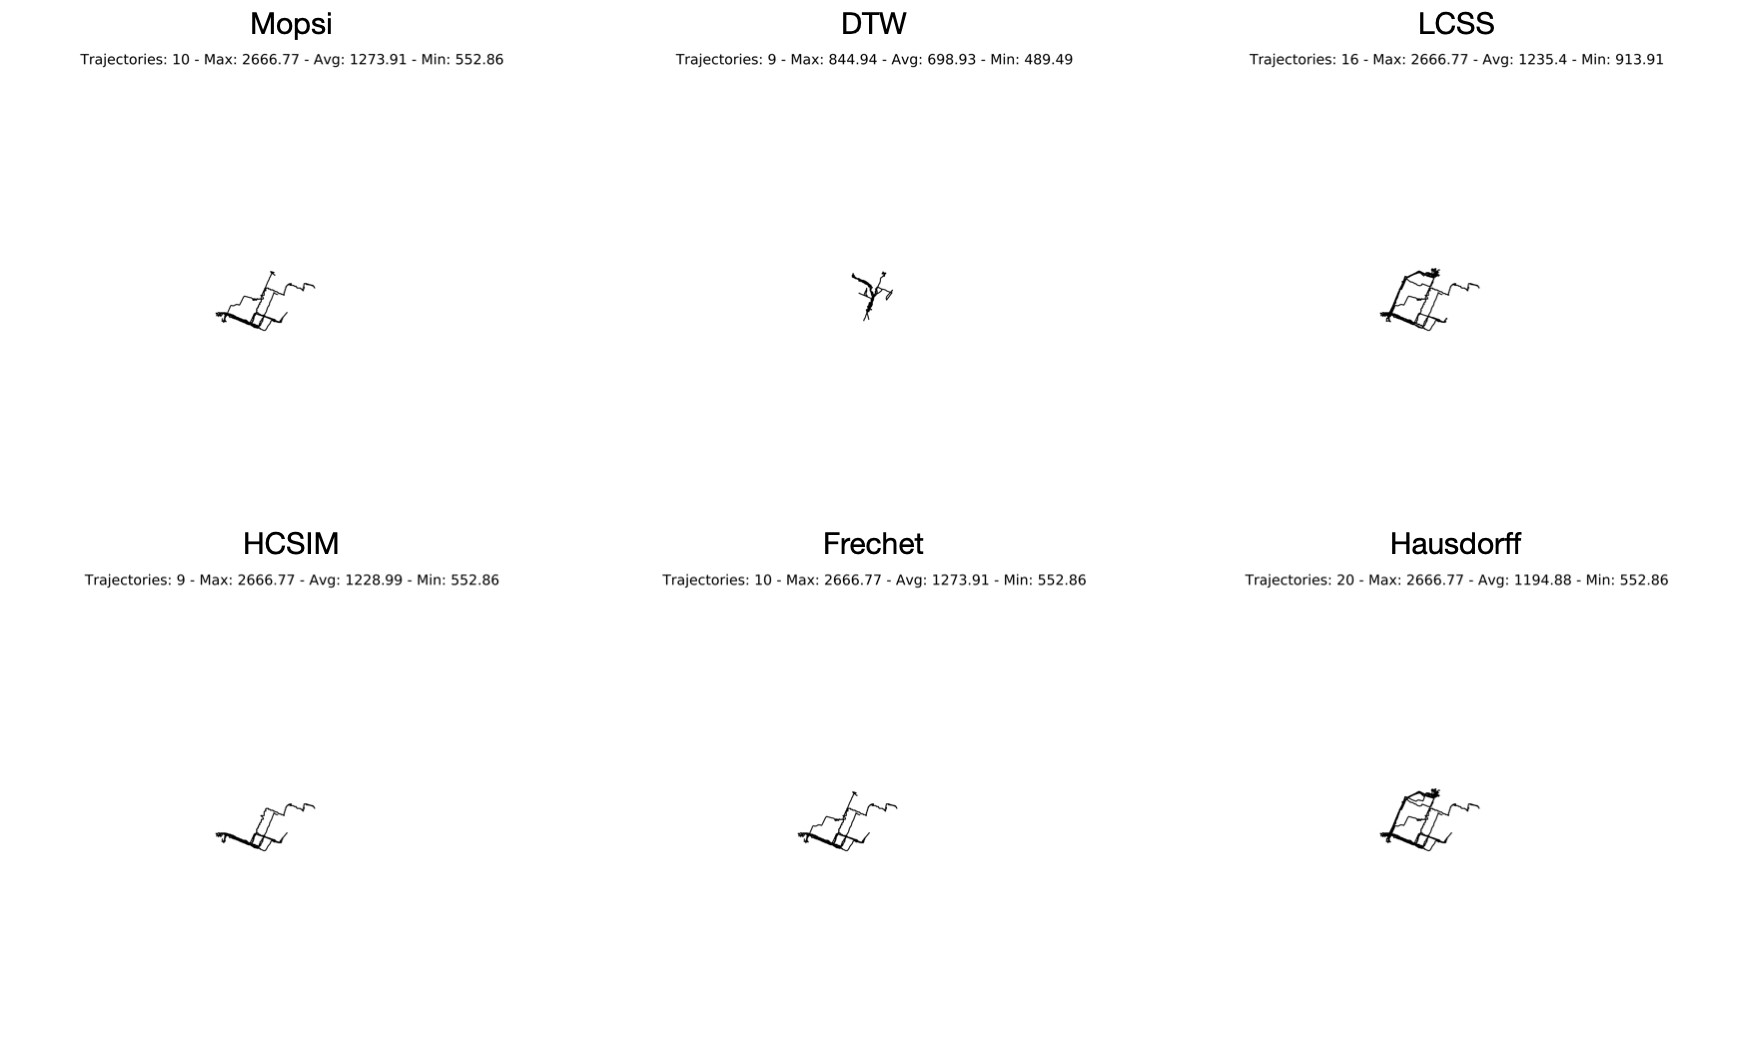 Mopsi
Trajectories: 10 - Max: 2666.77 - Avg: 1273.91 - Min: 552.86
DTW
Trajectories: 9 - Max: 844.94 - Avg: 698.93 - Min: 489.49
LCSS
Trajectories: 16 - Max: 2666.77 - Avg: 1235.4 - Min: 913.91
HCSIM
Trajectories: 9 - Max: 2666.77 - Avg: 1228.99 - Min: 552.86
Frechet
Trajectories: 10 - Max: 2666.77 - Avg: 1273.91 - Min: 552.86
Hausdorff
Trajectories: 20 - Max: 2666.77 - Avg: 1194.88 - Min: 552.86